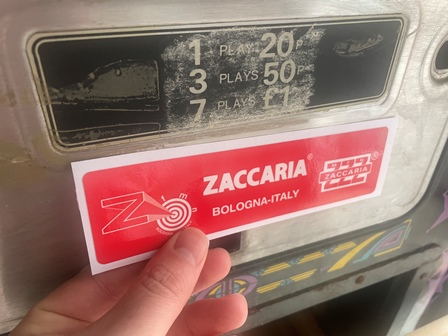 1 PLAY 20P
3 PLAYS 50P
7 PLAYS £1
ZACCARIA®
BOLOGNA-ITALY
ZACCARIA®